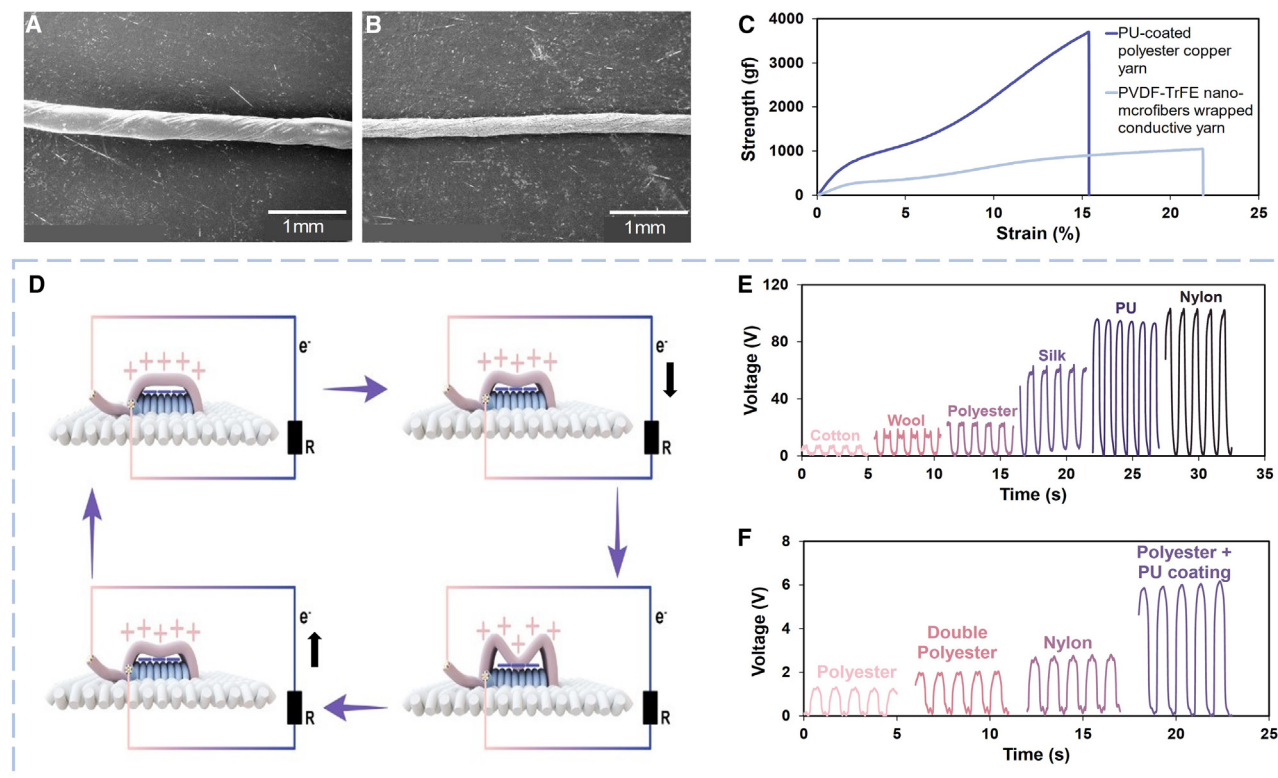 A
1mm
B
1mm
C
Strength (gf)
4000
3000
2000
1000
0
0
5
10
15
20
25
Strain (%)
PU-coated
polyester copper
yarn
PVDF-TrFE nano-
mcrofibers wrapped
conductive yarn
D
e-
R
e-
R
e-
R
e-
R
E
Voltage (V)
120
80
40
0
0
5
10
15
20
25
30
35
Time (s)
Cotton
Wool
Polyester
Silk
PU
Nylon
F
Voltage (V)
8
6
4
2
0
0
5
10
15
20
25
Time (s)
Polyester
Double
Polyester
Nylon
Polyester +
PU coating